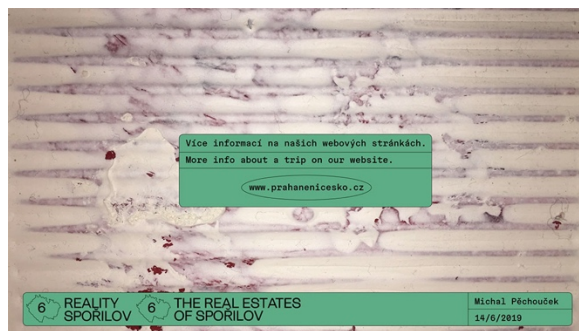 Více informací na našich webových stránkách.
More info about a trip on our website.
www.prahanenicesko.cz
6 REALITY SPOŘILOV
6 THE REAL ESTATES OF SPOŘILOV
Michal Pěchouček
14/6/2019